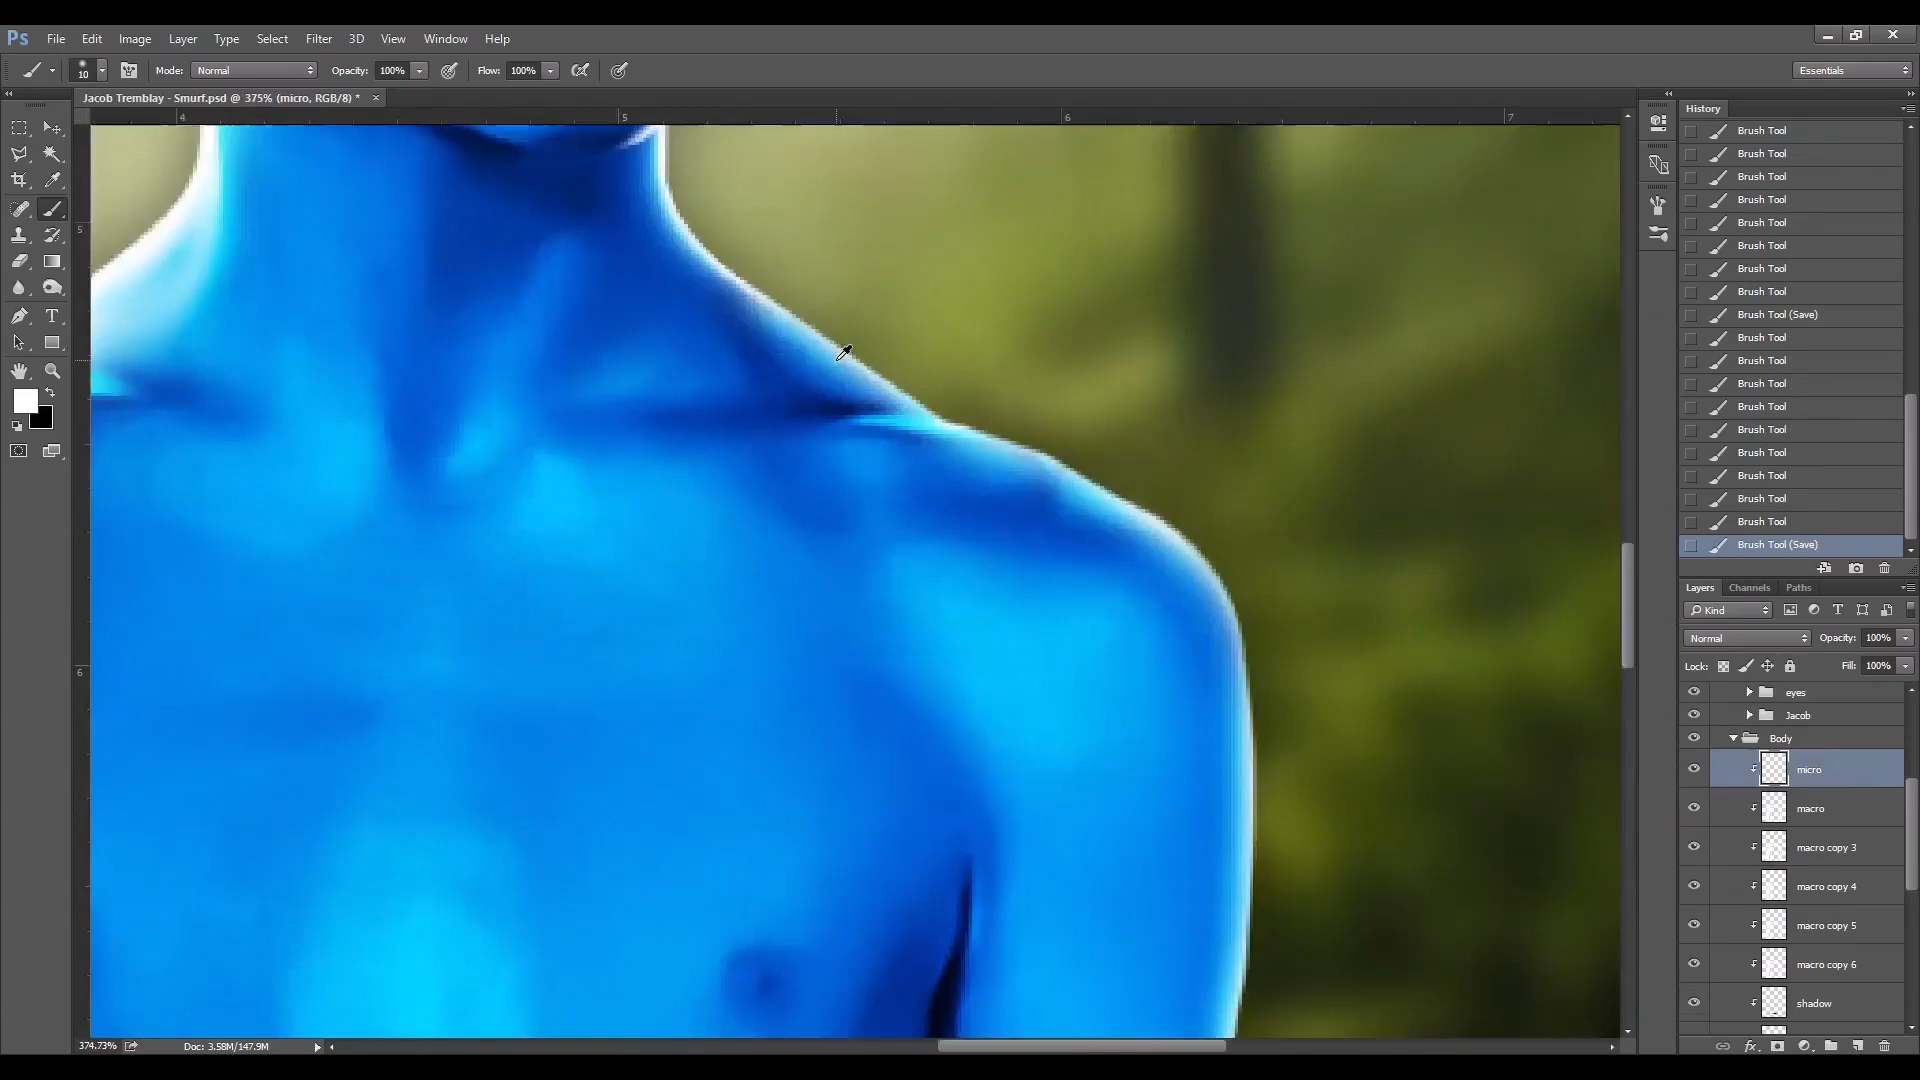 Ps File Edit Image Layer Type Select Filter 3D View Window Help
10 Mode: Normal Opacity: 100% Flow: 100% Essentials
Jacob Tremblay - Smurf.psd @ 375% (micro, RGB/8) * ×
4 5 6 7
5
6
T
History
Brush Tool
Brush Tool
Brush Tool
Brush Tool
Brush Tool
Brush Tool
Brush Tool
Brush Tool
Brush Tool (Save)
Brush Tool
Brush Tool
Brush Tool
Brush Tool
Brush Tool
Brush Tool
Brush Tool
Brush Tool
Brush Tool
Brush Tool (Save)
Layers Channels Paths
Kind T
Normal Opacity: 100%
Lock: Fill: 100%
eyes
Jacob
Body
micro
macro
macro copy 3
macro copy 4
macro copy 5
macro copy 6
shadow
fx
374.73% Doc: 3.58M/147.9M